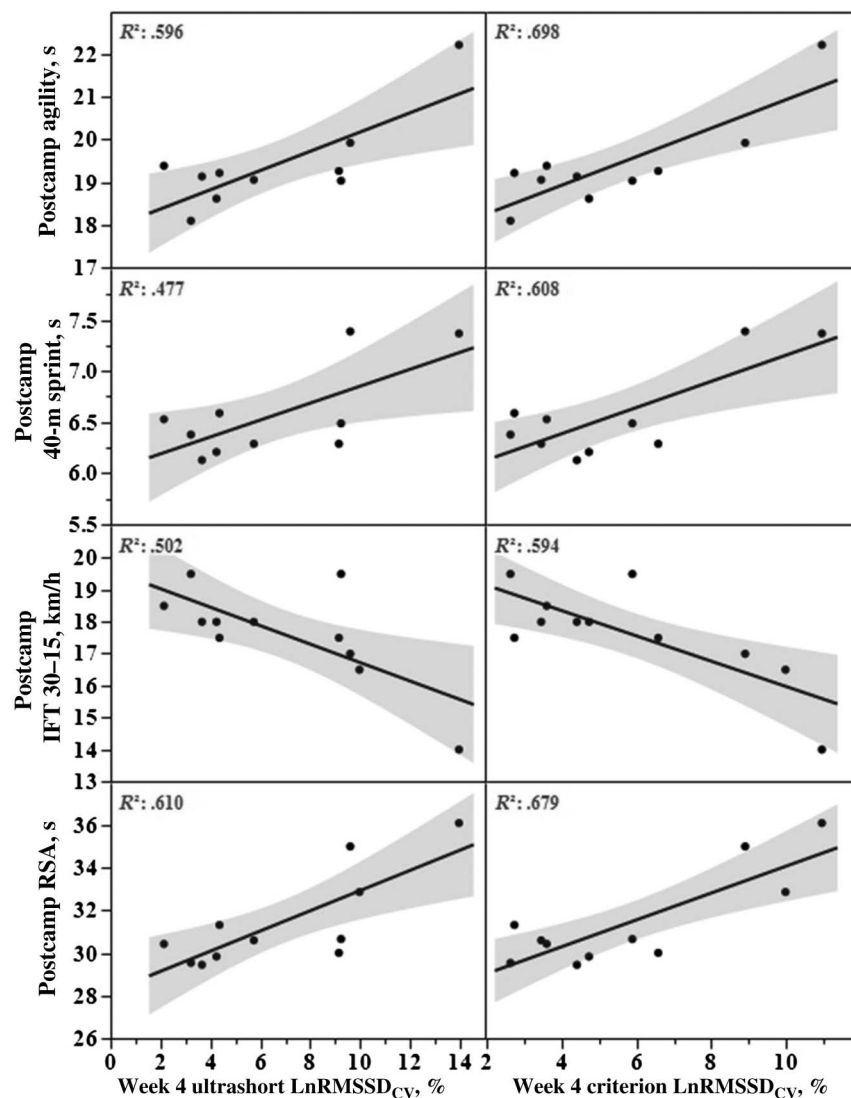 R²: .596
R²: .698
Postcamp agility, s
22
21
20
19
18
17
R²: .477
R²: .608
Postcamp
40-m sprint, s
7.5
7.0
6.5
6.0
5.5
R²: .502
R²: .594
Postcamp
IFT 30–15, km/h
20
19
18
17
16
15
14
13
R²: .610
R²: .679
Postcamp RSA, s
36
34
32
30
28
26
0 2 4 6 8 10 12 14 2 4 6 8 10
Week 4 ultrashort LnRMSSD_CV, % Week 4 criterion LnRMSSD_CV, %